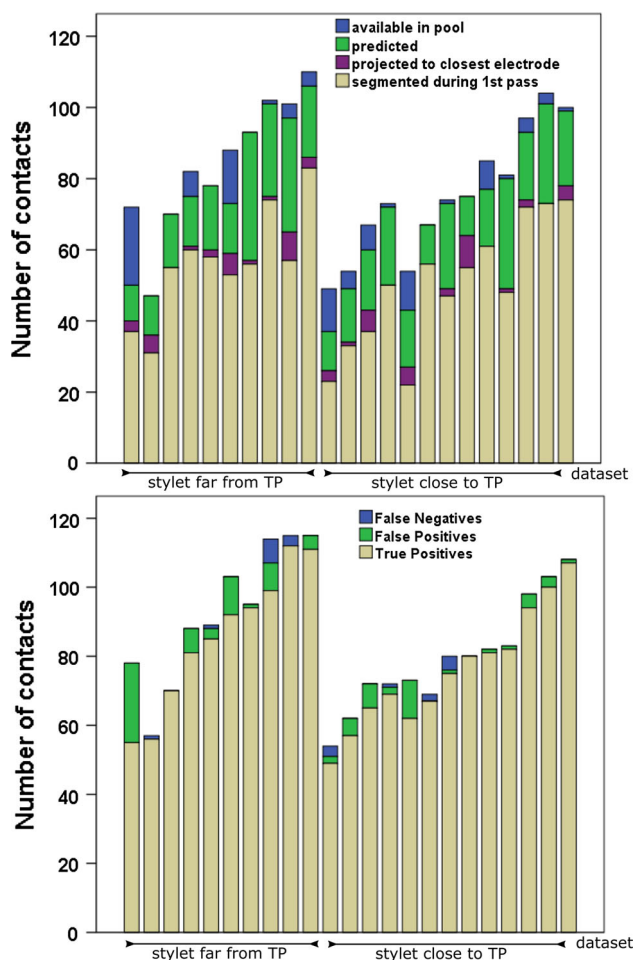 120
100
80
60
40
20
0
Number of contacts
available in pool
predicted
projected to closest electrode
segmented during 1st pass
stylet far from TP
stylet close to TP
dataset
120
100
80
60
40
20
0
Number of contacts
False Negatives
False Positives
True Positives
stylet far from TP
stylet close to TP
dataset